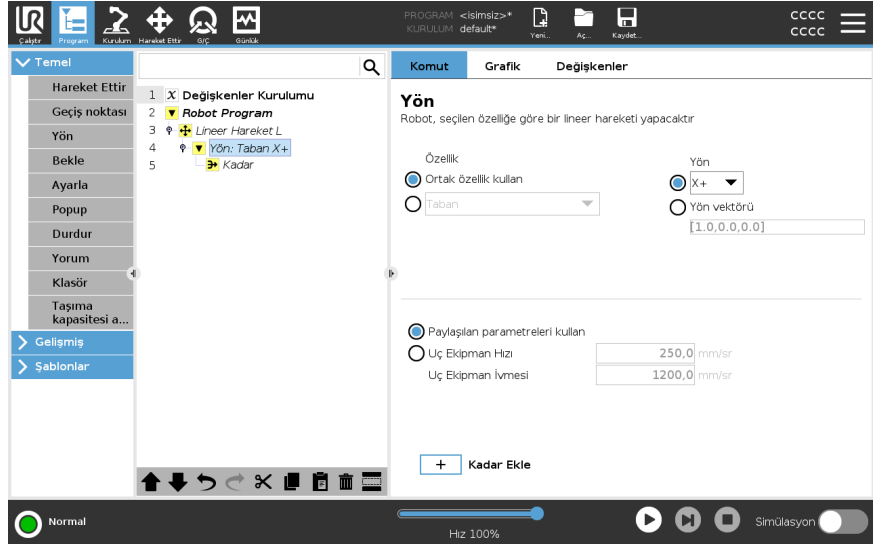 UR
PROGRAM <isimsiz>*
KURULUM default*
CCCC
CCCC
Çalıştır Program Kurulum Hareket Ettir G/Ç Günlük Yeni... Aç... Kaydet...
Temel
Hareket Ettir
Geçiş noktası
Yön
Bekle
Ayarla
Popup
Durdur
Yorum
Klasör
Taşıma
kapasitesi a...
Gelişmiş
Şablonlar
1 X Değişkenler Kurulumu
2 Robot Program
3 Lineer Hareket L
4 Yön: Taban X+
5 Kadar
Komut Grafik Değişkenler
Yön
Robot, seçilen özelliğe göre bir lineer hareketi yapacaktır
Özellik
Yön
Ortak özellik kullan
X+
Taban
Yön vektörü
[1.0,0.0,0.0]
Paylaşılan parametreleri kullan
Uç Ekipman Hızı 250,0 mm/sr
Uç Ekipman İvmesi 1200,0 mm/sr
+ Kadar Ekle
Normal
Hız 100%
Simülasyon